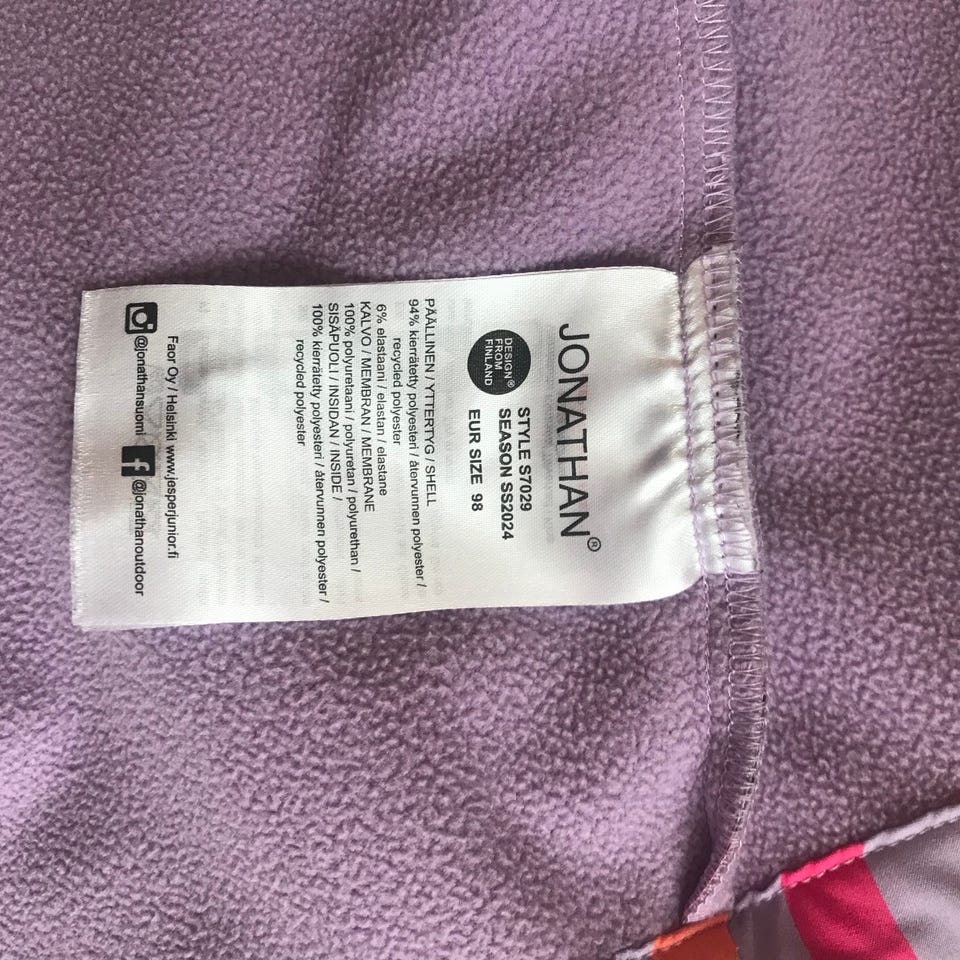 JONATHAN®
DESIGN®
FROM
FINLAND
STYLE S7029
SEASON SS2024
EUR SIZE 98
PÄÄLLINEN / YTTERTYG / SHELL
94% kierrätetty polyesteri / återvunnen polyester /
recycled polyester
6% elastaani / elastan / elastane
KALVO / MEMBRAN / MEMBRANE
100% polyuretaani / polyuretan / polyurethan /
SISÄPUOLI / INSIDAN / INSIDE /
100% kierrätetty polyesteri / återvunnen polyester /
recycled polyester
Faor Oy / Helsinki www.jesperjunior.fi
@jonathansuomi @jonathanoutdoor